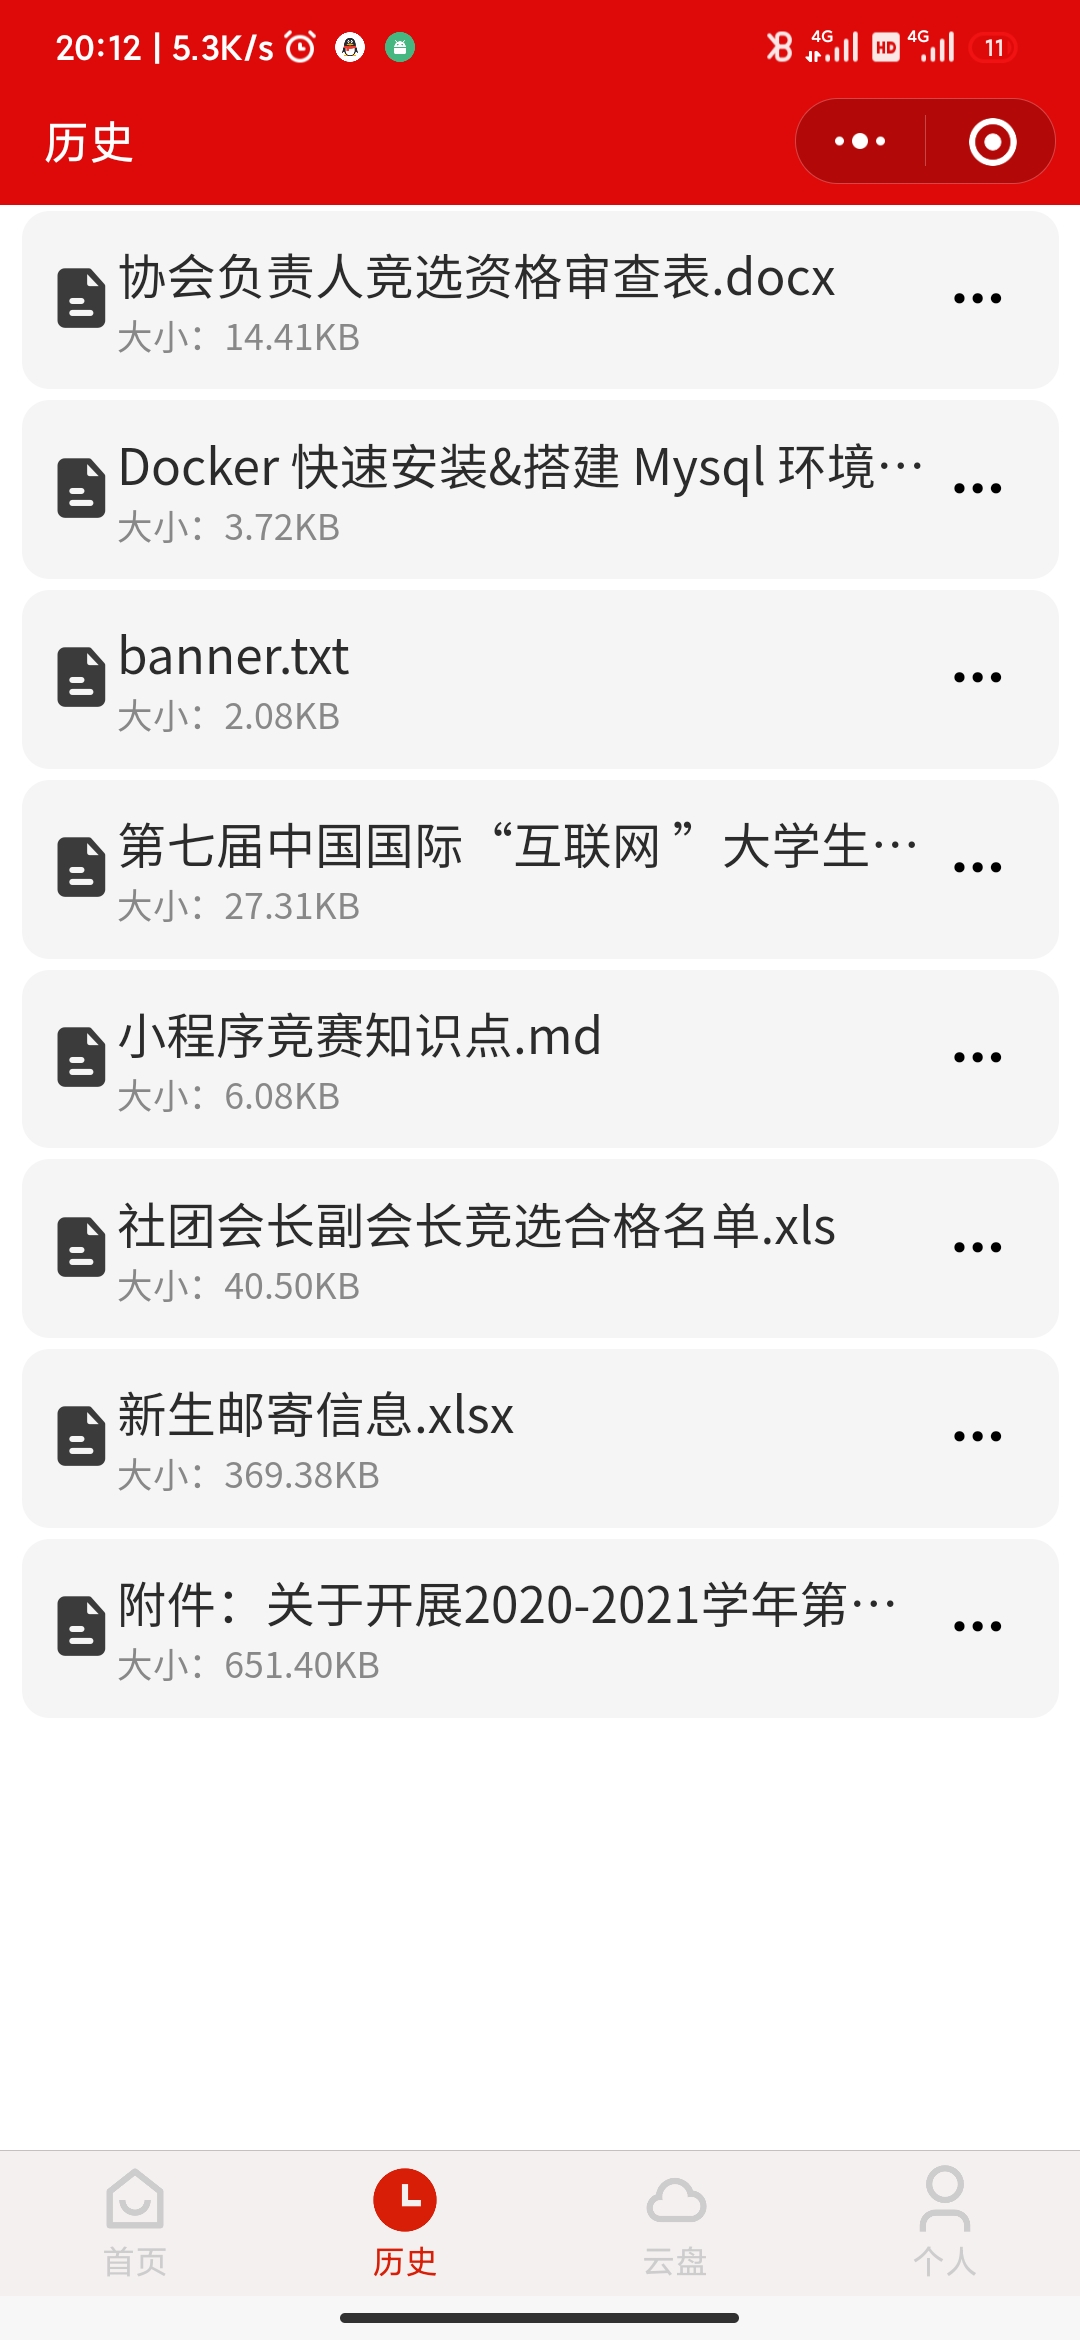 20:12 | 5.3K/s 4G HD 4G 11
历史
协会负责人竞选资格审查表.docx
大小：14.41KB
Docker 快速安装&搭建 Mysql 环境…
大小：3.72KB
banner.txt
大小：2.08KB
第七届中国国际“互联网 ”大学生…
大小：27.31KB
小程序竞赛知识点.md
大小：6.08KB
社团会长副会长竞选合格名单.xls
大小：40.50KB
新生邮寄信息.xlsx
大小：369.38KB
附件：关于开展2020-2021学年第…
大小：651.40KB
首页 历史 云盘 个人